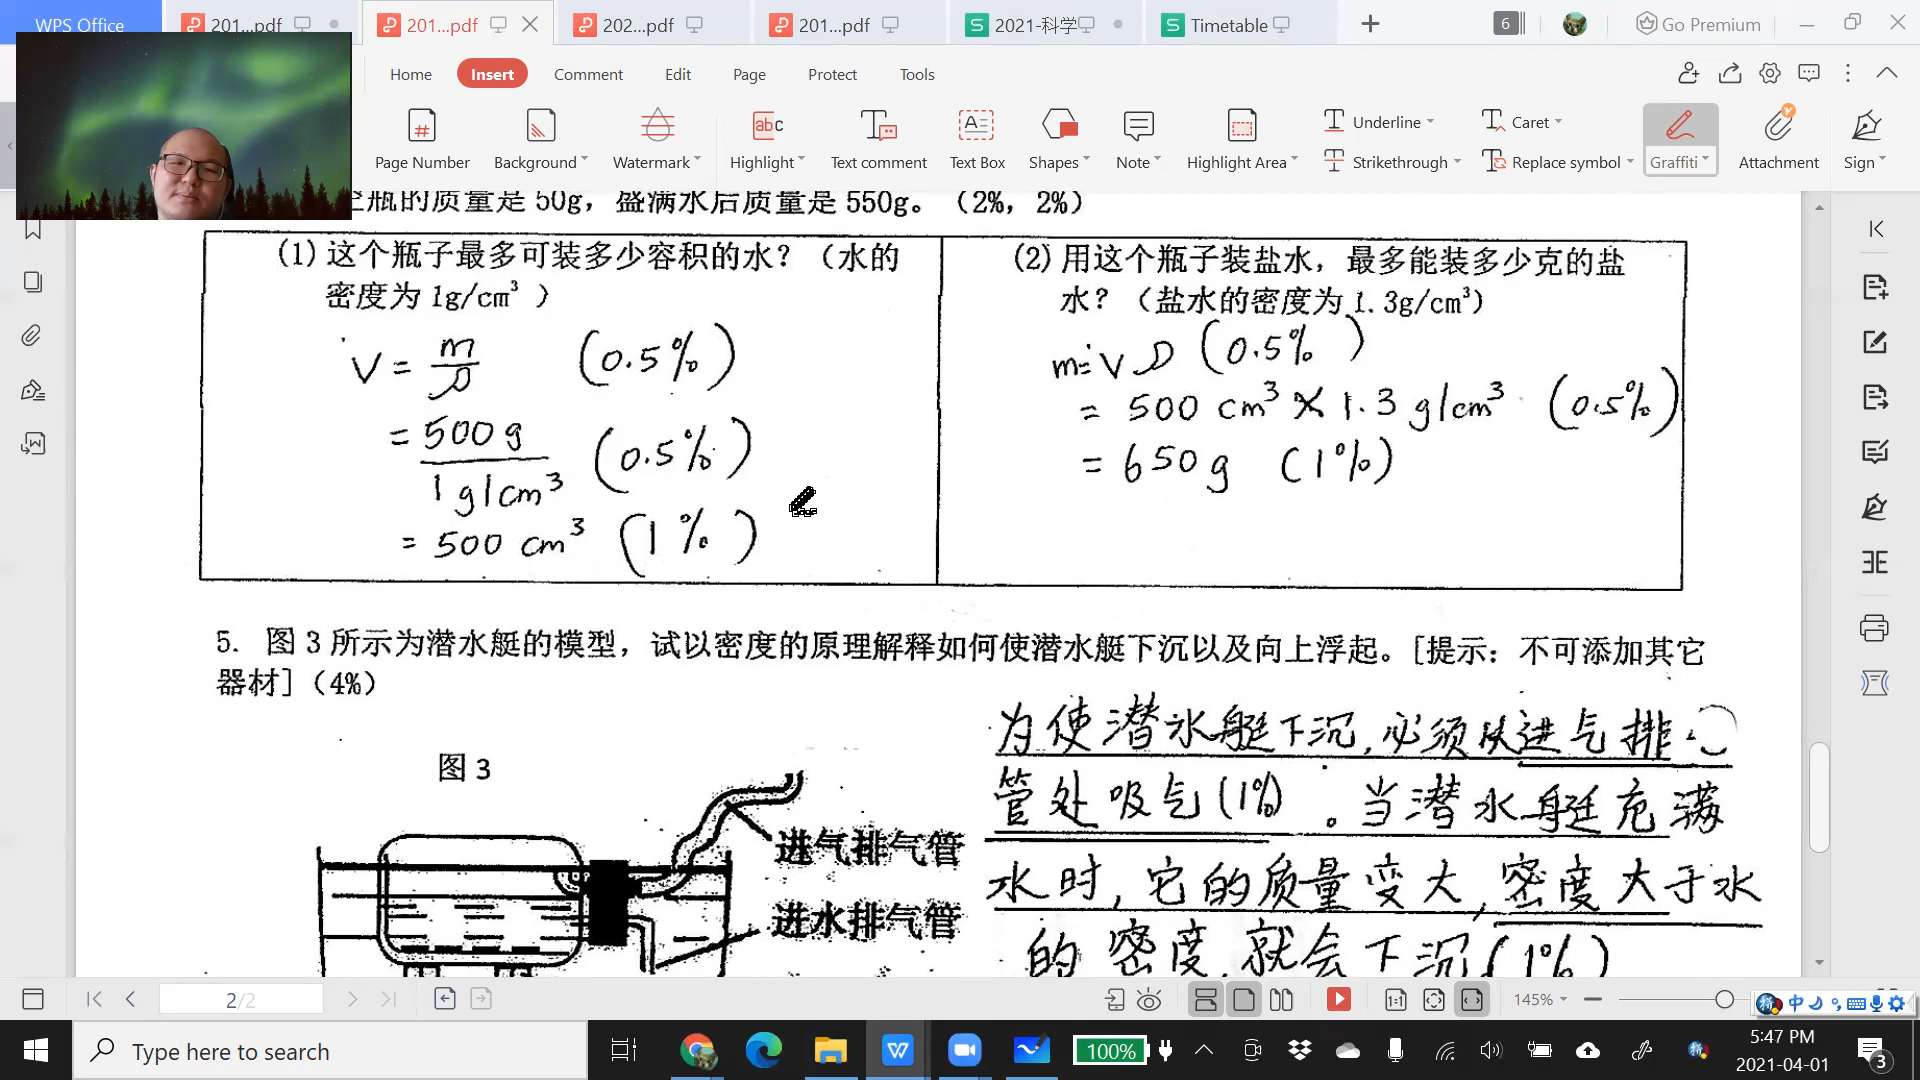 WPS Office
201...pdf
201...pdf
202...pdf
201...pdf
2021-科学
Timetable
6
Go Premium
Home
Insert
Comment
Edit
Page
Protect
Tools
Page Number
Background
Watermark
Highlight
Text comment
Text Box
Shapes
Note
Highlight Area
Underline
Strikethrough
Caret
Replace symbol
Graffiti
Attachment
Sign
空瓶的质量是 50g，盛满水后质量是 550g。（2%, 2%）
(1) 这个瓶子最多可装多少容积的水？（水的
密度为 1g/cm³ ）
V = m/ρ (0.5%)
= 500 g / 1 g/cm³ (0.5%)
= 500 cm³ (1%)
(2) 用这个瓶子装盐水，最多能装多少克的盐
水？（盐水的密度为 1.3g/cm³）
m = Vρ (0.5%)
= 500 cm³ × 1.3 g/cm³ (0.5%)
= 650 g (1%)
5. 图 3 所示为潜水艇的模型，试以密度的原理解释如何使潜水艇下沉以及向上浮起。[提示：不可添加其它
器材]（4%）
图 3
进气排气管
进水排气管
为使潜水艇下沉,必须从进气排气
管处吸气(1%)。当潜水艇充满
水时,它的质量变大,密度大于水
的密度,就会下沉(1%)
2/2
145%
中
Type here to search
100%
5:47 PM
2021-04-01
3